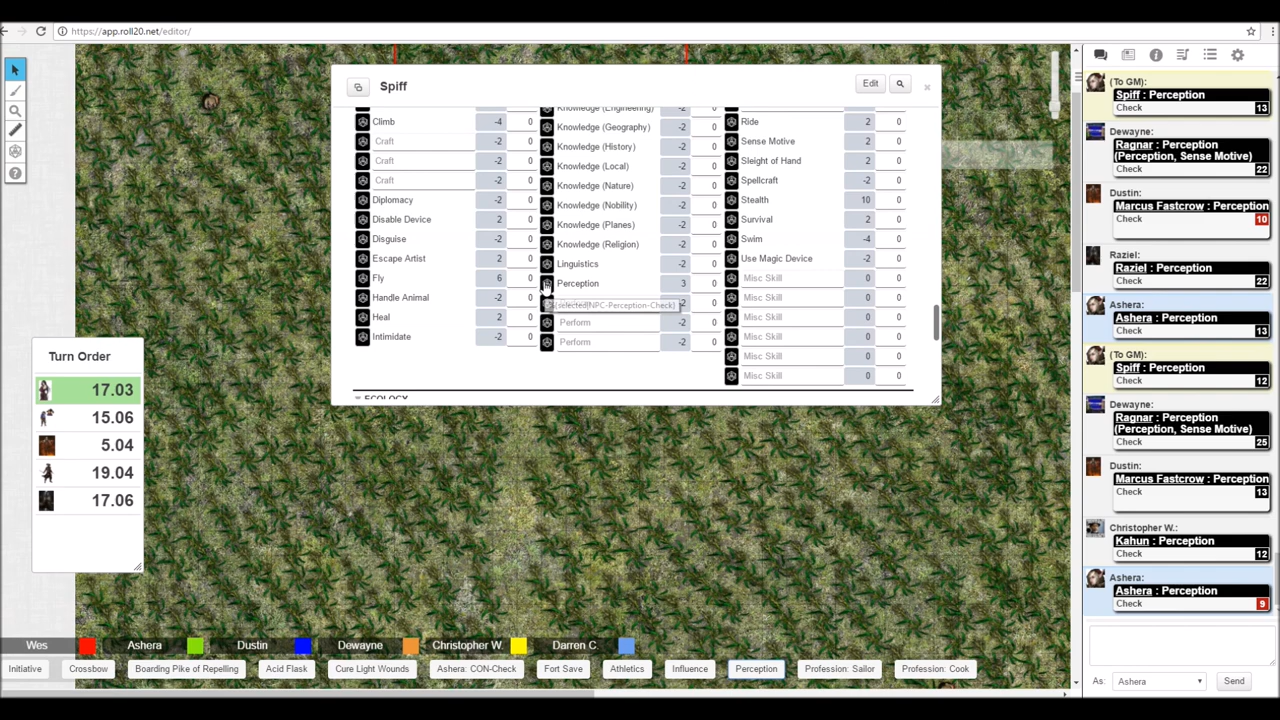 https://app.roll20.net/editor/
Spiff
Edit
Climb -4 0
Craft -2 0
Craft -2 0
Craft -2 0
Diplomacy -2 0
Disable Device 2 0
Disguise -2 0
Escape Artist 2 0
Fly 6 0
Handle Animal -2 0
Heal 2 0
Intimidate -2 0
Knowledge (Engineering) -2 0
Knowledge (Geography) -2 0
Knowledge (History) -2 0
Knowledge (Local) -2 0
Knowledge (Nature) -2 0
Knowledge (Nobility) -2 0
Knowledge (Planes) -2 0
Knowledge (Religion) -2 0
Linguistics -2 0
Perception 3 0
selected|NPC-Perception-Check} 2 0
Perform -2 0
Perform -2 0
Ride 2 0
Sense Motive 2 0
Sleight of Hand 2 0
Spellcraft -2 0
Stealth 10 0
Survival 2 0
Swim -4 0
Use Magic Device -2 0
Misc Skill 0 0
Misc Skill 0 0
Misc Skill 0 0
Misc Skill 0 0
Misc Skill 0 0
Misc Skill 0 0
ECOLOGY
Turn Order
17.03
15.06
5.04
19.04
17.06
(To GM):
Spiff : Perception
Check 13
Dewayne:
Ragnar : Perception
(Perception, Sense Motive)
Check 22
Dustin:
Marcus Fastcrow : Perception
Check 10
Raziel:
Raziel : Perception
Check 22
Ashera:
Ashera : Perception
Check 13
(To GM):
Spiff : Perception
Check 12
Dewayne:
Ragnar : Perception
(Perception, Sense Motive)
Check 25
Dustin:
Marcus Fastcrow : Perception
Check 13
Christopher W.:
Kahun : Perception
Check 12
Ashera:
Ashera : Perception
Check 9
As: Ashera Send
Wes Ashera Dustin Dewayne Christopher W. Darren C.
Initiative Crossbow Boarding Pike of Repelling Acid Flask Cure Light Wounds Ashera: CON-Check Fort Save Athletics Influence Perception Profession: Sailor Profession: Cook